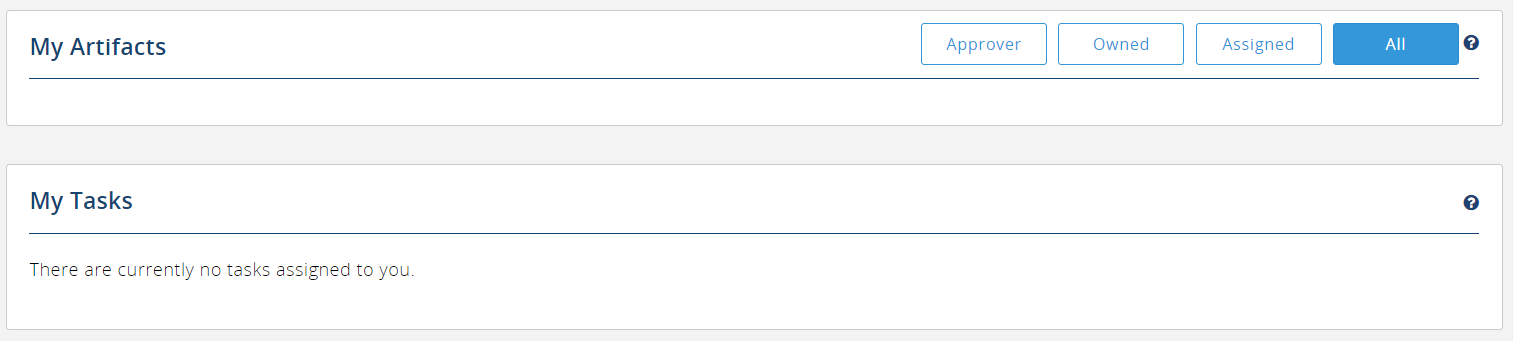 My Artifacts
Approver Owned Assigned All ?
My Tasks ?
There are currently no tasks assigned to you.